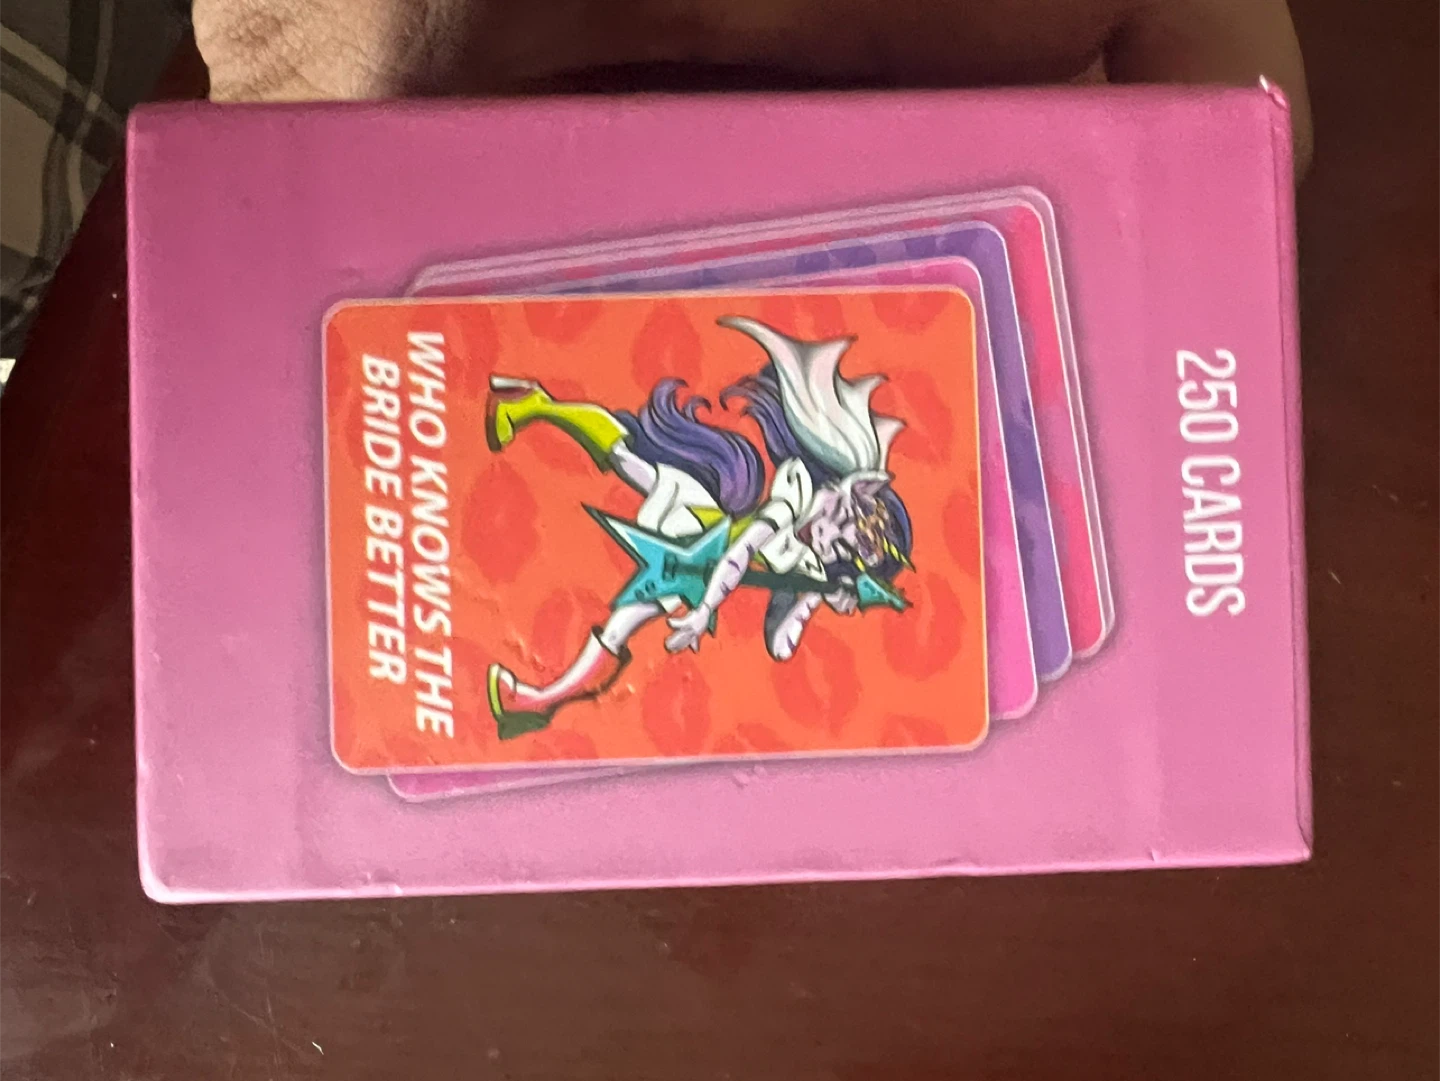 250 CARDS
WHO KNOWS THE
BRIDE BETTER